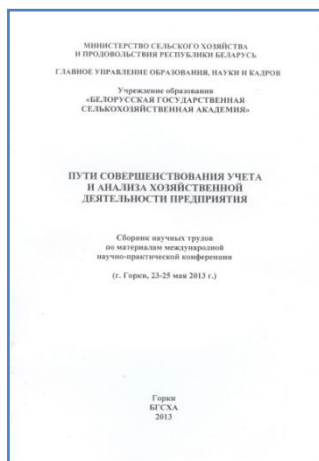 МИНИСТЕРСТВО СЕЛЬСКОГО ХОЗЯЙСТВА
И ПРОДОВОЛЬСТВИЯ РЕСПУБЛИКИ БЕЛАРУСЬ
ГЛАВНОЕ УПРАВЛЕНИЕ ОБРАЗОВАНИЯ, НАУКИ И КАДРОВ
Учреждение образования
«БЕЛОРУССКАЯ ГОСУДАРСТВЕННАЯ
СЕЛЬСКОХОЗЯЙСТВЕННАЯ АКАДЕМИЯ»
ПУТИ СОВЕРШЕНСТВОВАНИЯ УЧЕТА
И АНАЛИЗА ХОЗЯЙСТВЕННОЙ
ДЕЯТЕЛЬНОСТИ ПРЕДПРИЯТИЯ
Сборник научных трудов
по материалам международной
научно-практической конференции
(г. Горки, 23-25 мая 2013 г.)
Горки
БГСХА
2013